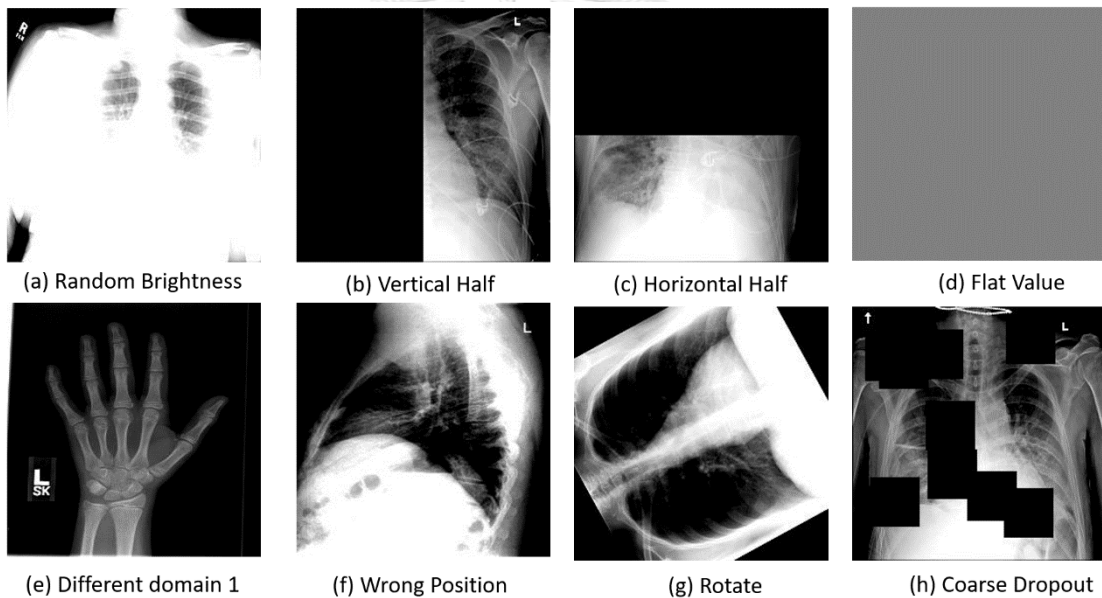 R
L
(a) Random Brightness
(b) Vertical Half
(c) Horizontal Half
(d) Flat Value
L
SK
L
L
(e) Different domain 1
(f) Wrong Position
(g) Rotate
(h) Coarse Dropout